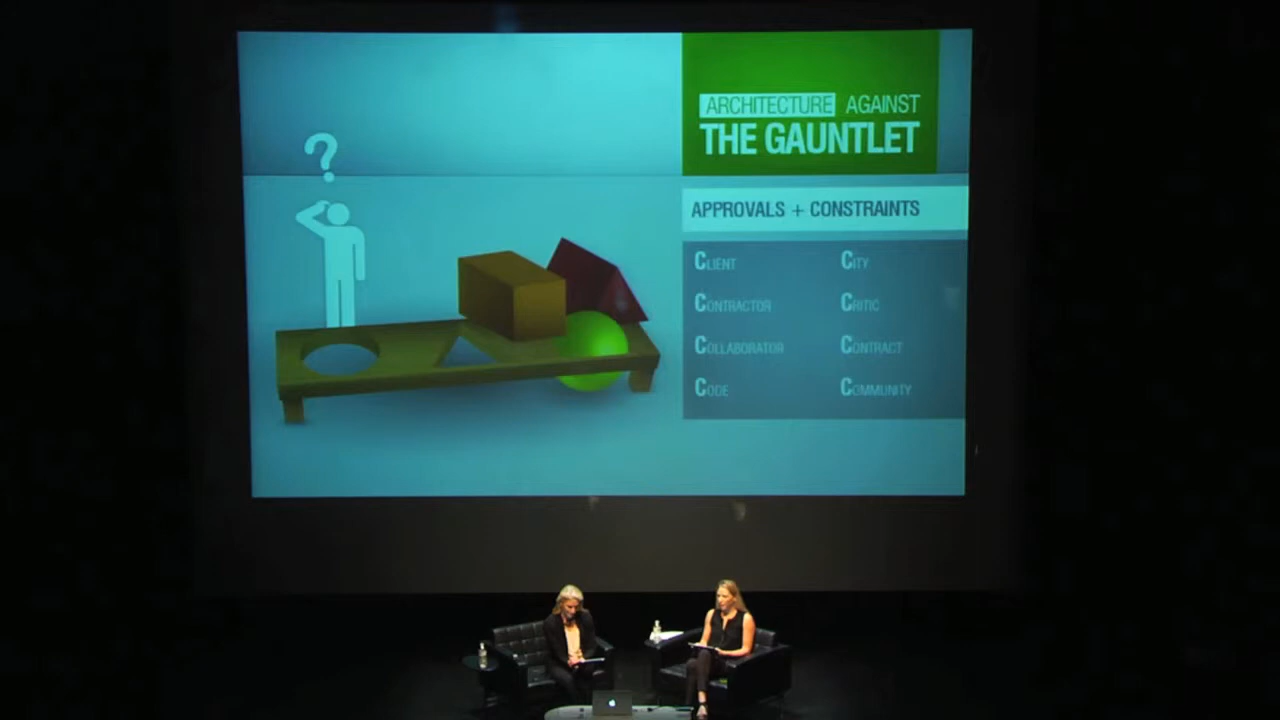 ?
ARCHITECTURE AGAINST
THE GAUNTLET
APPROVALS + CONSTRAINTS
CLIENT CITY
CONTRACTOR CRITIC
COLLABORATOR CONTRACT
CODE COMMUNITY